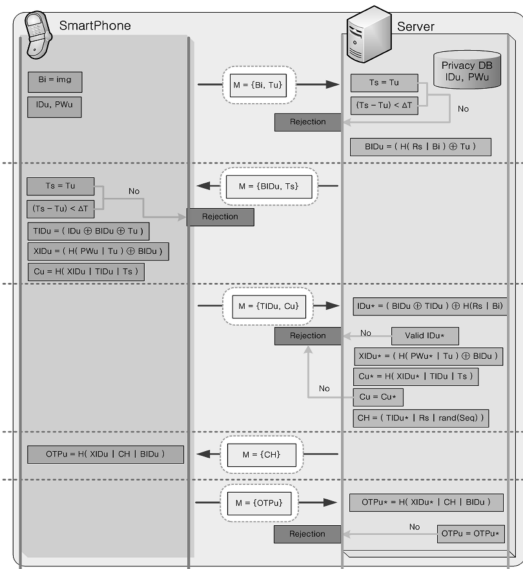 SmartPhone
Server
Privacy DB
IDu, PWu
Bi = img
IDu, PWu
M = {Bi, Tu}
Ts = Tu
(Ts - Tu) < ΔT
No
Rejection
BIDu = ( H( Rs | Bi ) ⊕ Tu )
Ts = Tu
(Ts - Tu) < ΔT
No
M = {BIDu, Ts}
Rejection
TIDu = ( IDu ⊕ BIDu ⊕ Tu )
XIDu = ( H( PWu | Tu ) ⊕ BIDu )
Cu = H( XIDu | TIDu | Ts )
M = {TIDu, Cu}
IDu* = ( BIDu ⊕ TIDu ) ⊕ H(Rs | Bi)
Rejection
No
Valid IDu*
XIDu* = ( H( PWu* | Tu ) ⊕ BIDu )
Cu* = H( XIDu* | TIDu | Ts )
No
Cu = Cu*
CH = ( TIDu* | Rs | rand(Seq) )
OTPu = H( XIDu | CH | BIDu )
M = {CH}
M = {OTPu}
OTPu* = H( XIDu* | CH | BIDu )
Rejection
No
OTPu = OTPu*